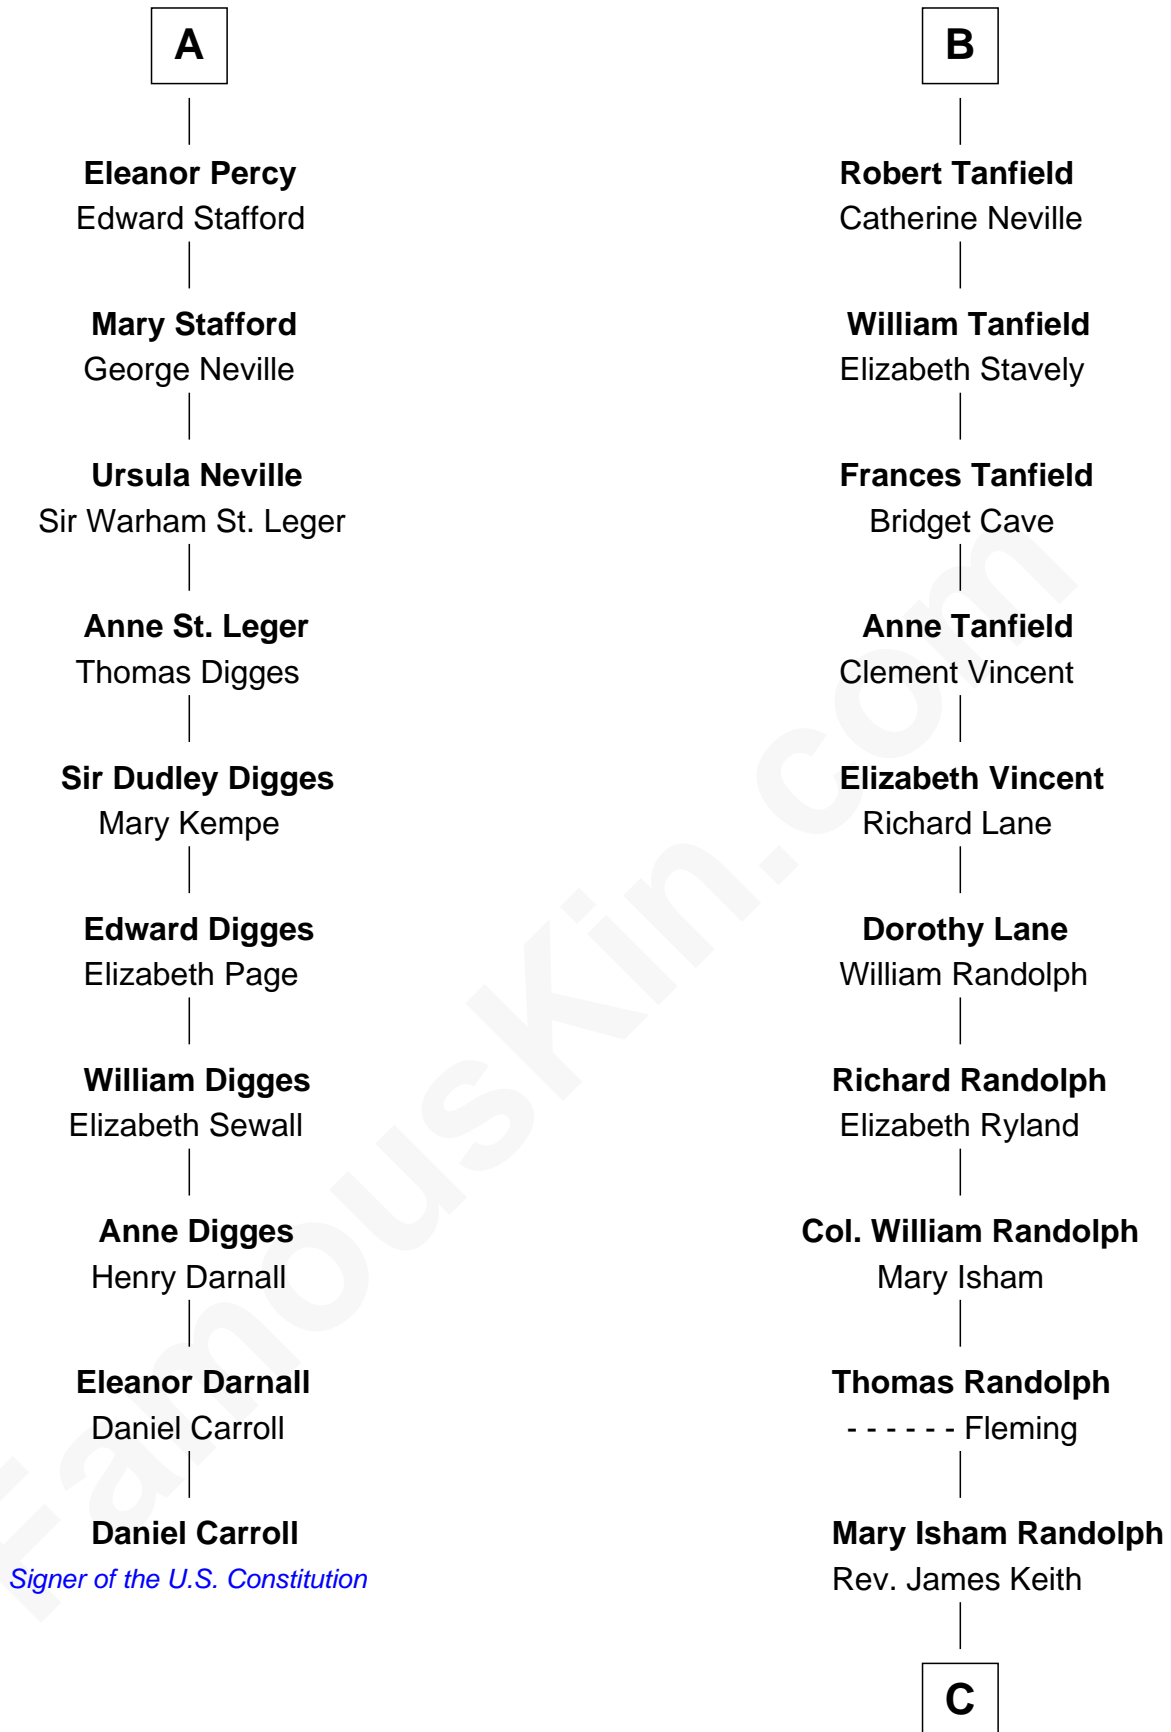 A
Eleanor Percy
Edward Stafford
Mary Stafford
George Neville
Ursula Neville
Sir Warham St. Leger
Anne St. Leger
Thomas Digges
Sir Dudley Digges
Mary Kempe
Edward Digges
Elizabeth Page
William Digges
Elizabeth Sewall
Anne Digges
Henry Darnall
Eleanor Darnall
Daniel Carroll
Daniel Carroll
Signer of the U.S. Constitution
B
Robert Tanfield
Catherine Neville
William Tanfield
Elizabeth Stavely
Frances Tanfield
Bridget Cave
Anne Tanfield
Clement Vincent
Elizabeth Vincent
Richard Lane
Dorothy Lane
William Randolph
Richard Randolph
Elizabeth Ryland
Col. William Randolph
Mary Isham
Thomas Randolph
- - - - - - Fleming
Mary Isham Randolph
Rev. James Keith
C
FamousKin.com